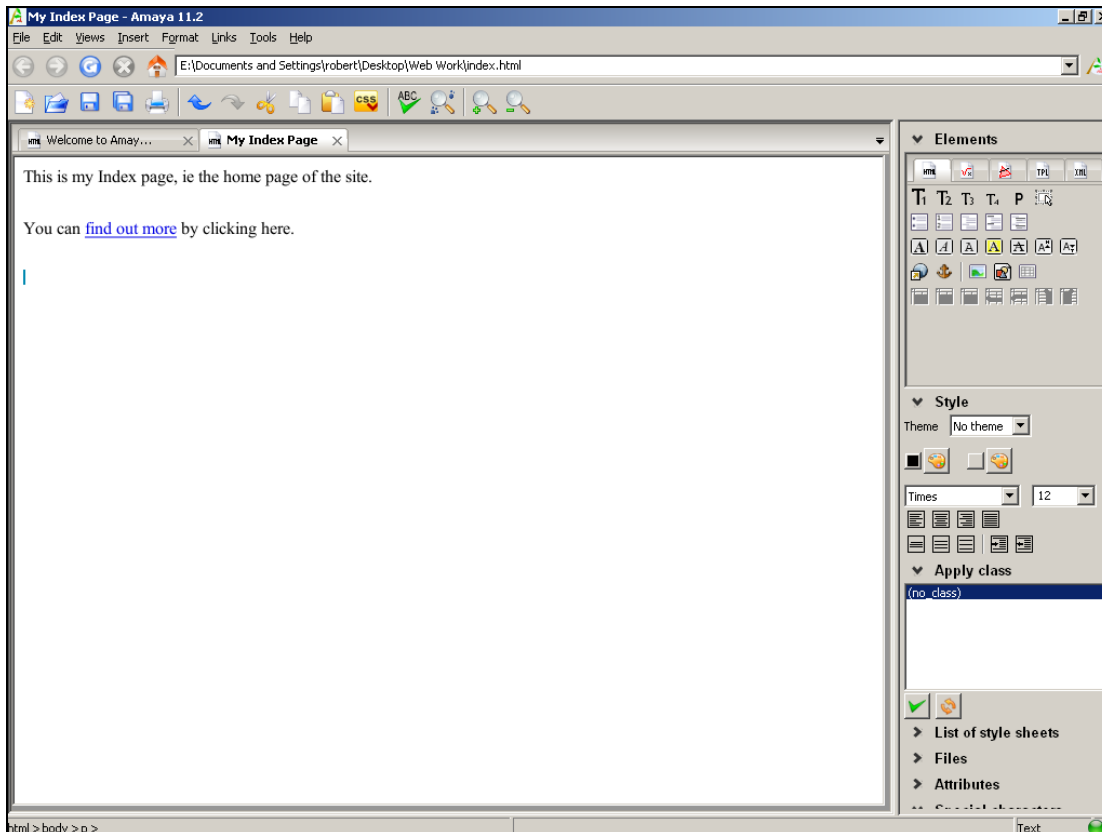 My Index Page - Amaya 11.2
File Edit Views Insert Format Links Tools Help
E:\Documents and Settings\robert\Desktop\Web Work\index.html
ABC
CSS
Welcome to Amay... My Index Page
This is my Index page, ie the home page of the site.
You can find out more by clicking here.
Elements
HTML TPL XML
T1 T2 T3 T4 P
A A A A A A A
Style
Theme No theme
Times 12
Apply class
(no_class)
List of style sheets
Files
Attributes
html > body > p >
Text